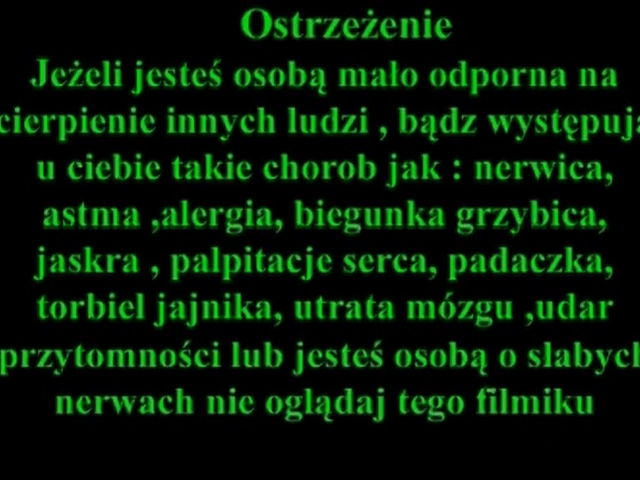 Ostrzeżenie
Jeżeli jesteś osobą mało odporna na
cierpienie innych ludzi , bądz występują
u ciebie takie chorob jak : nerwica,
astma ,alergia, biegunka grzybica,
jaskra , palpitacje serca, padaczka,
torbiel jajnika, utrata mózgu ,udar
przytomności lub jesteś osobą o slabych
nerwach nie oglądaj tego filmiku